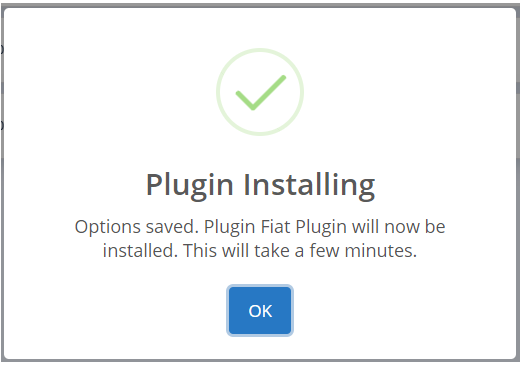 Plugin Installing
Options saved. Plugin Fiat Plugin will now be
installed. This will take a few minutes.
OK